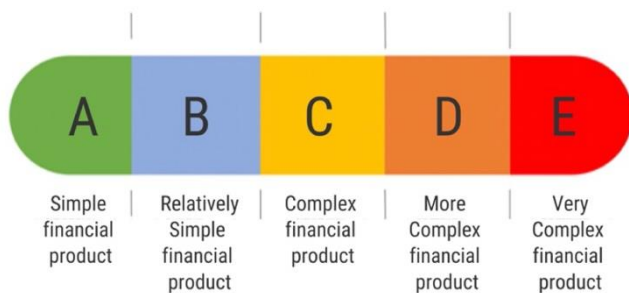 A B C D E
Simple
financial
product
Relatively
Simple
financial
product
Complex
financial
product
More
Complex
financial
product
Very
Complex
financial
product